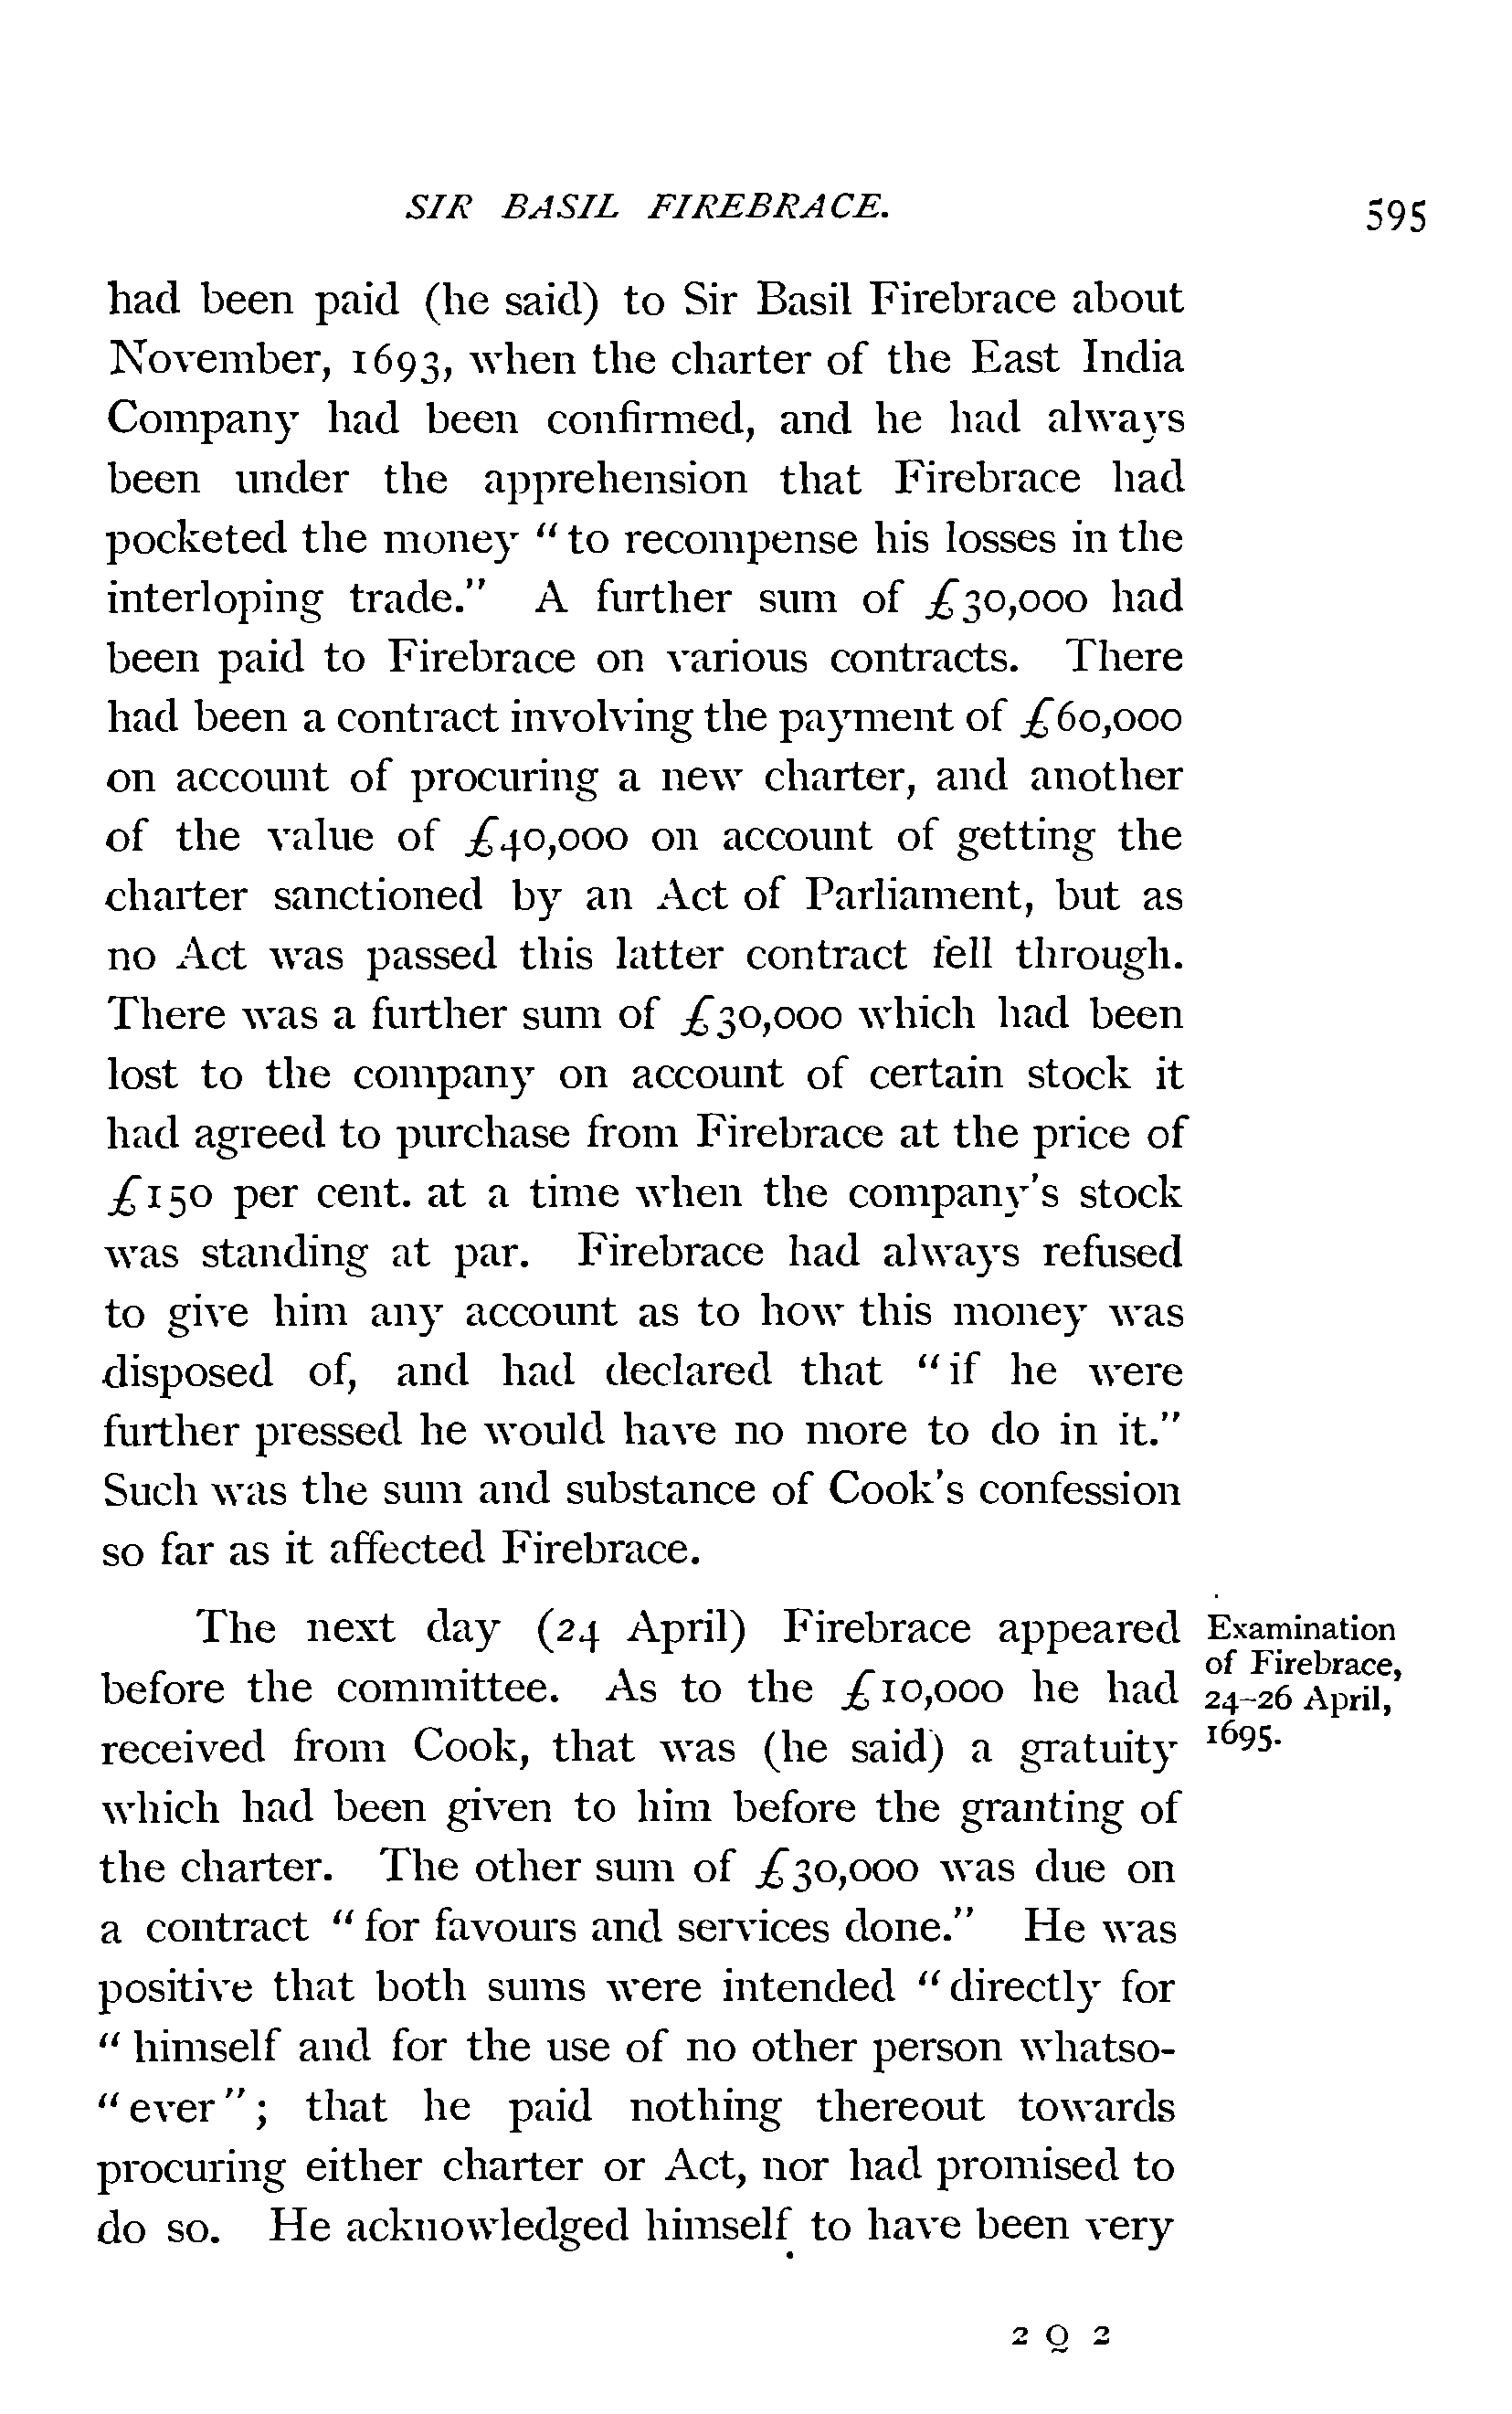 SIR BASIL FIREBRACE. 595
had been paid (he said) to Sir Basil Firebrace about
November, 1693, when the charter of the East India
Company had been confirmed, and he had always
been under the apprehension that Firebrace had
pocketed the money “to recompense his losses in the
interloping trade.” A further sum of £30,000 had
been paid to Firebrace on various contracts. There
had been a contract involving the payment of £60,000
on account of procuring a new charter, and another
of the value of £40,000 on account of getting the
charter sanctioned by an Act of Parliament, but as
no Act was passed this latter contract fell through.
There was a further sum of £30,000 which had been
lost to the company on account of certain stock it
had agreed to purchase from Firebrace at the price of
£150 per cent. at a time when the company's stock
was standing at par. Firebrace had always refused
to give him any account as to how this money was
disposed of, and had declared that “if he were
further pressed he would have no more to do in it.”
Such was the sum and substance of Cook's confession
so far as it affected Firebrace.
The next day (24 April) Firebrace appeared
before the committee. As to the £10,000 he had
received from Cook, that was (he said) a gratuity
which had been given to him before the granting of
the charter. The other sum of £30,000 was due on
a contract “for favours and services done.” He was
positive that both sums were intended “directly for
“himself and for the use of no other person whatso-
“ever”; that he paid nothing thereout towards
procuring either charter or Act, nor had promised to
do so. He acknowledged himself to have been very
Examination
of Firebrace,
24-26 April,
1695.
2 Q 2